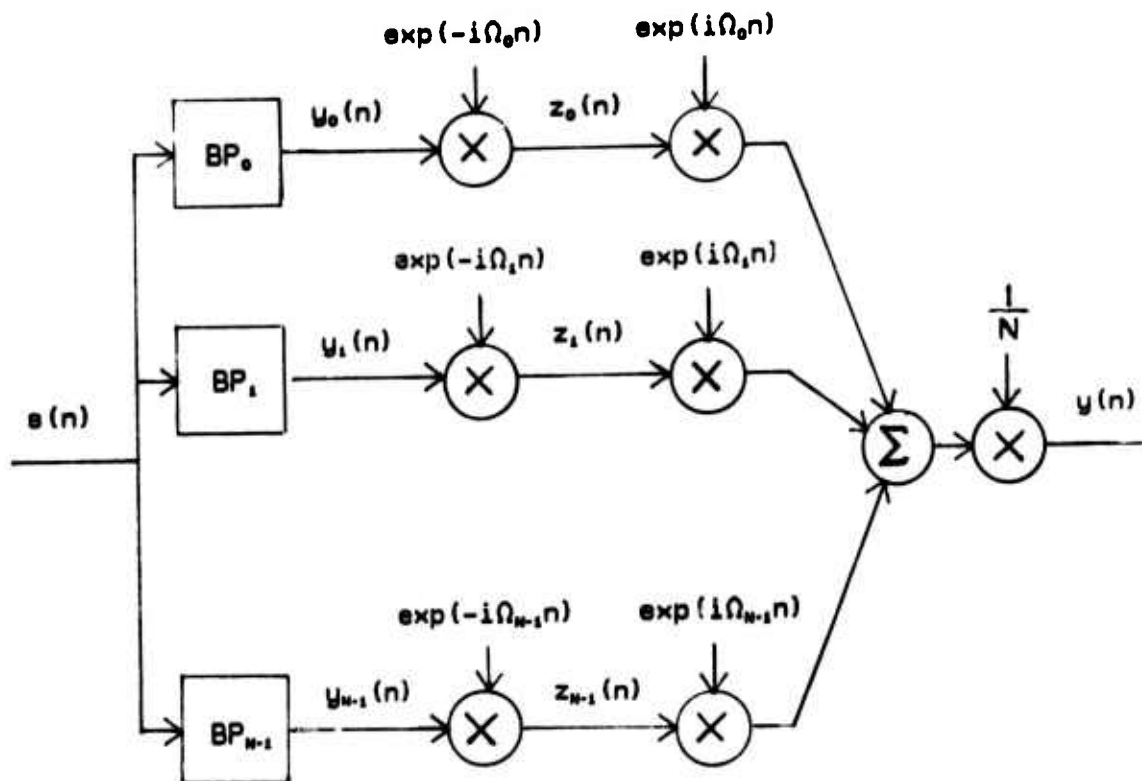 exp(-iΩ₀n) exp(iΩ₀n)
y₀(n) z₀(n)
BP₀ × ×
exp(-iΩ₁n) exp(iΩ₁n)
1/N
y₁(n) z₁(n)
BP₁ × ×
s(n) y(n)
Σ ×
exp(-iΩN-1n) exp(iΩN-1n)
yN-1(n) zN-1(n)
BPN-1 × ×